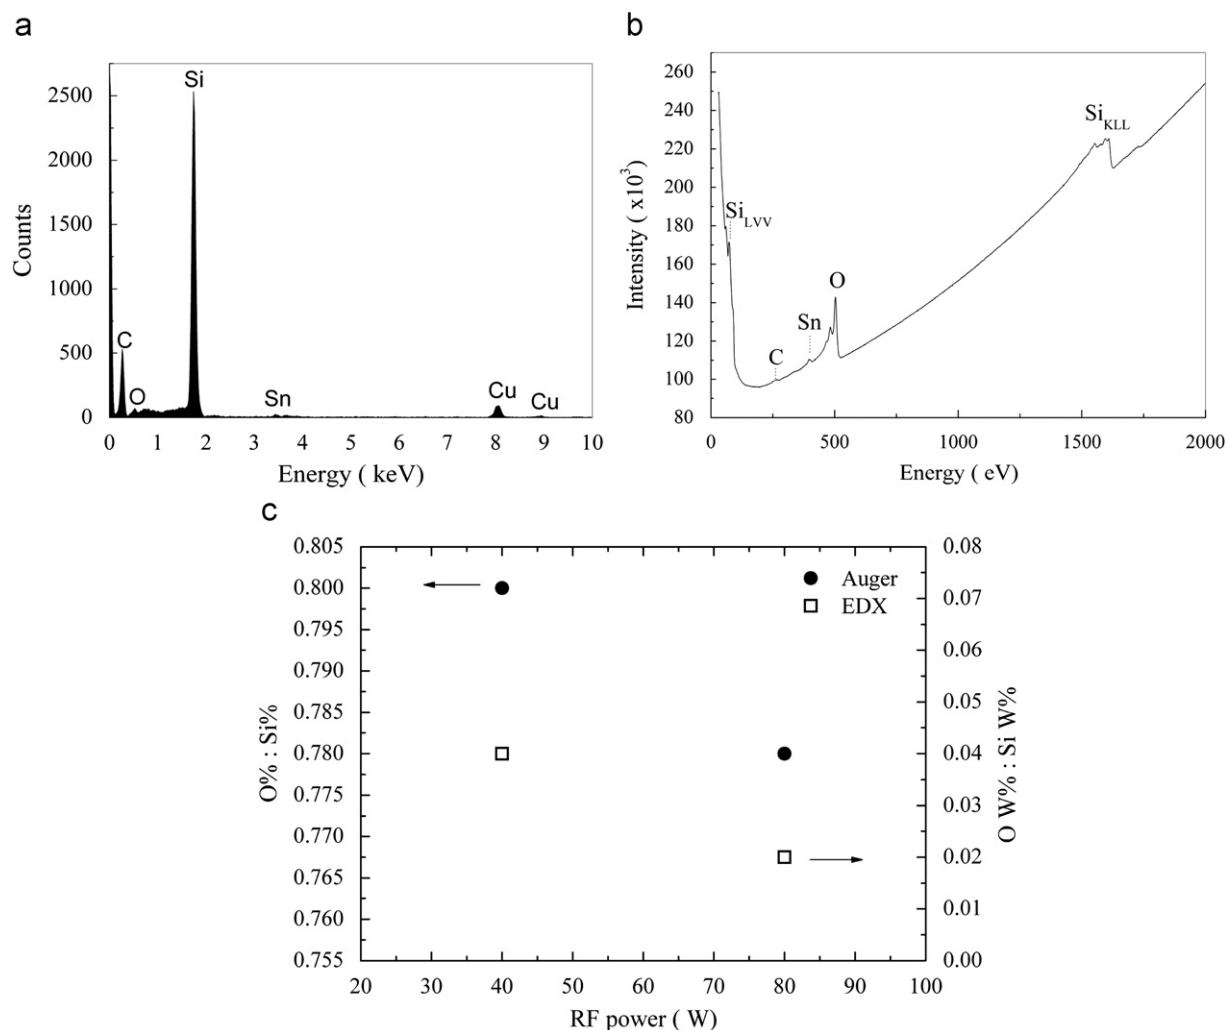 a
Si
C
O
Sn
Cu
Cu
2500
2000
1500
1000
500
0
Counts
0 1 2 3 4 5 6 7 8 9 10
Energy ( keV)
b
260
240
220
200
180
160
140
120
100
80
Intensity ( x10³)
Si_KLL
Si_LVV
O
Sn
C
0 500 1000 1500 2000
Energy ( eV)
c
0.805
0.800
0.795
0.790
0.785
0.780
0.775
0.770
0.765
0.760
0.755
O% : Si%
Auger
EDX
0.08
0.07
0.06
0.05
0.04
0.03
0.02
0.01
0.00
O W% : Si W%
20 30 40 50 60 70 80 90 100
RF power ( W)